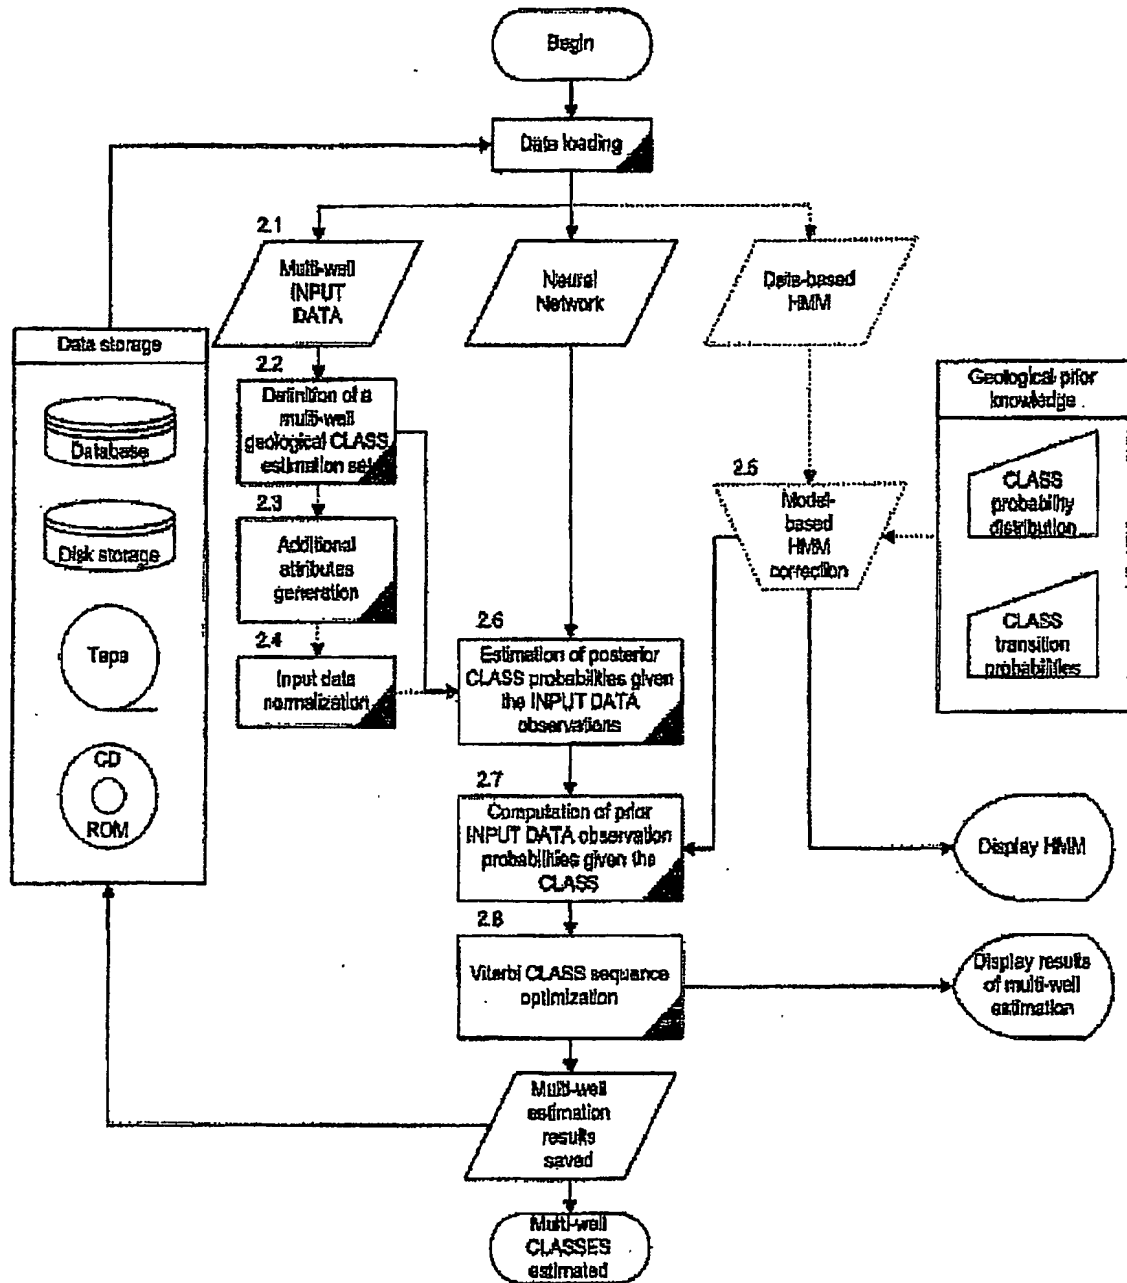 Begin
Data loading
2.1
Multi-well
INPUT
DATA
Neural
Network
Data-based
HMM
Data storage
Database
Disk storage
Tape
CD
ROM
2.2
Definition of a
multi-well
geological CLASS
estimation set
2.3
Additional
attributes
generation
2.4
Input data
normalization
Geological prior
knowledge
CLASS
probability
distribution
CLASS
transition
probabilities
2.5
Model-
based
HMM
correction
2.6
Estimation of posterior
CLASS probabilities given
the INPUT DATA
observations
2.7
Computation of prior
INPUT DATA observation
probabilities given the
CLASS
Display HMM
2.8
Viterbi CLASS sequence
optimization
Display results
of multi-well
estimation
Multi-well
estimation
results
saved
Multi-well
CLASSES
estimated